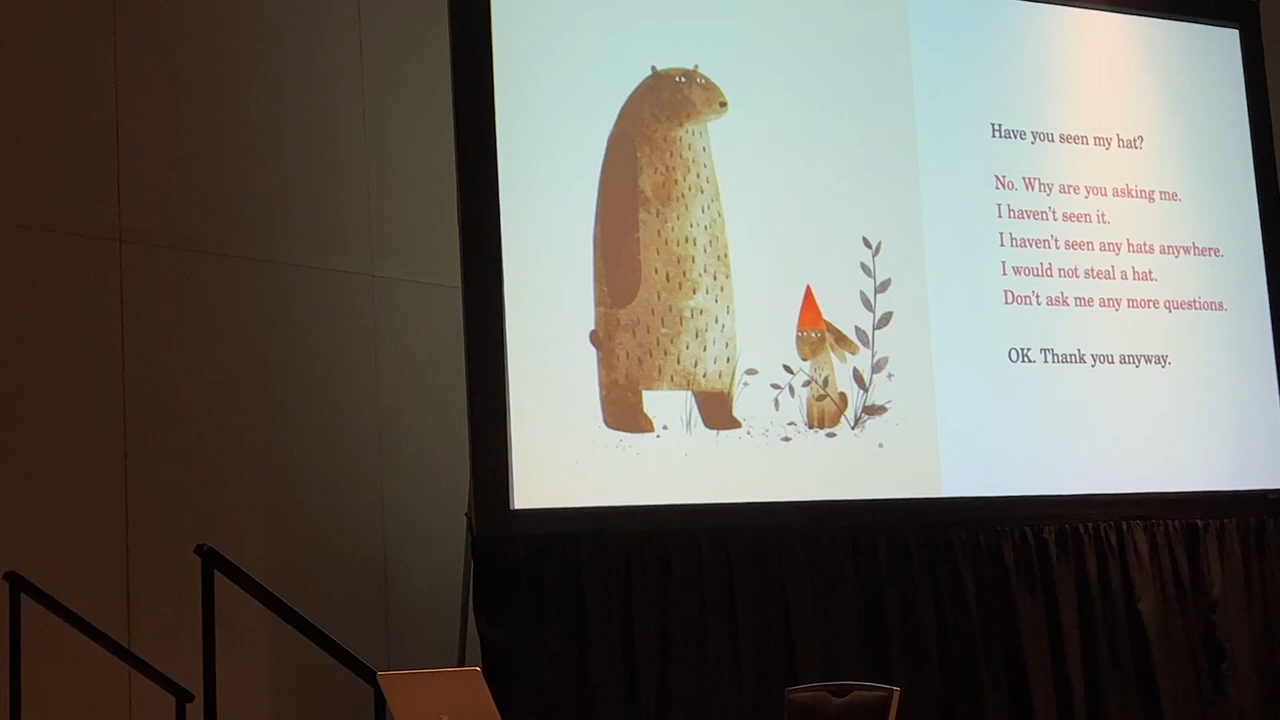 Have you seen my hat?
No. Why are you asking me.
I haven't seen it.
I haven't seen any hats anywhere.
I would not steal a hat.
Don't ask me any more questions.
OK. Thank you anyway.